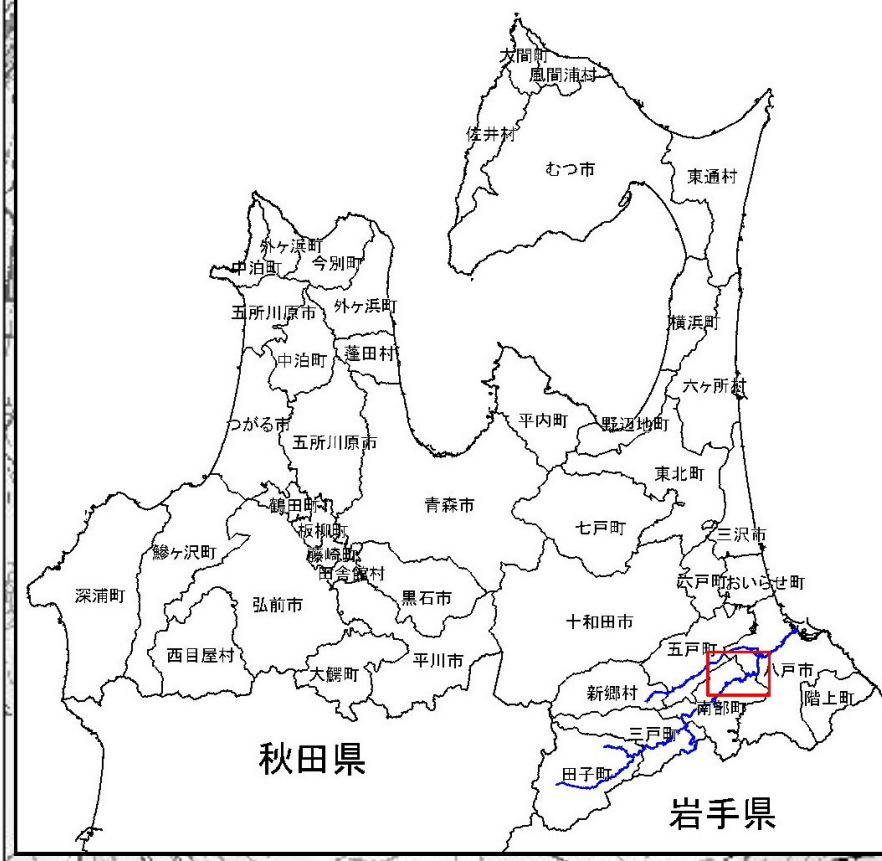 大間町
風間浦村
佐井村
むつ市
東通村
外ヶ浜町
中泊町
今別町
五所川原市
外ヶ浜町
横浜町
中泊町
蓬田村
六ヶ所村
つがる市
五所川原市
平内町
野辺地町
東北町
鶴田町
青森市
七戸町
板柳町
三沢市
鰺ヶ沢町
藤崎町
田舎館村
六戸町
おいらせ町
深浦町
弘前市
黒石市
十和田市
西目屋村
大鰐町
平川市
五戸町
八戸市
新郷村
階上町
南部町
三戸町
秋田県
田子町
岩手県